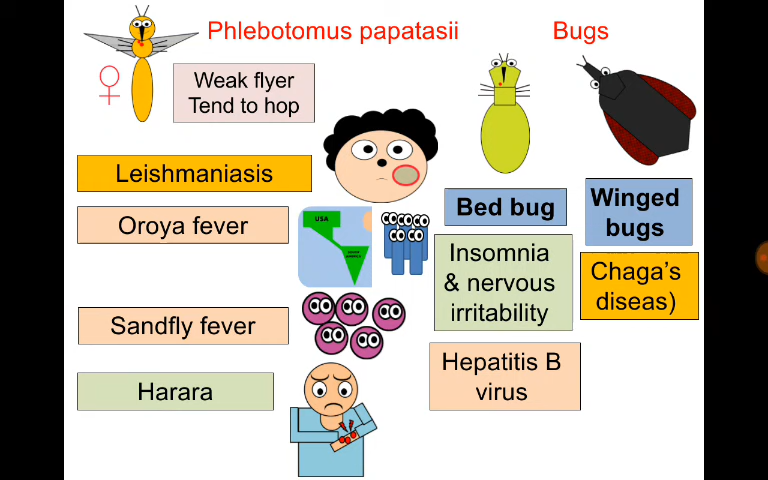 Phlebotomus papatasii
Bugs
Weak flyer
Tend to hop
Leishmaniasis
Oroya fever
USA
Sandfly fever
Harara
Bed bug
Insomnia
& nervous
irritability
Hepatitis B
virus
Winged
bugs
Chaga's
diseas)